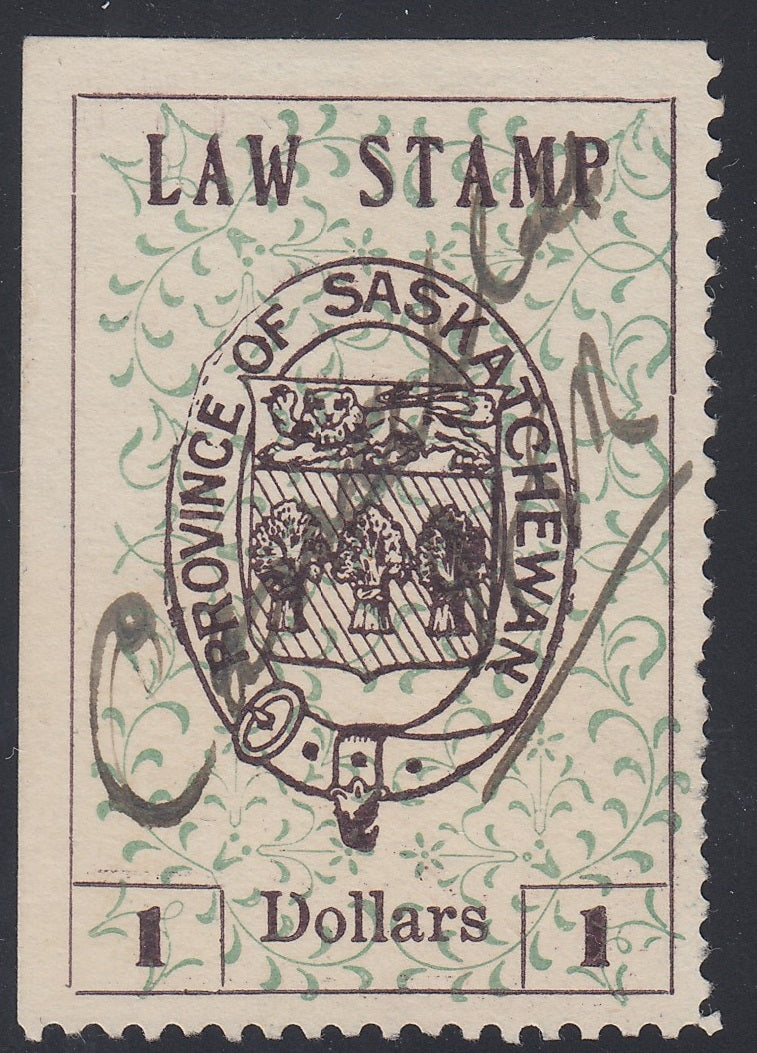 LAW STAMP
PROVINCE OF SASKATCHEWAN
1 Dollars 1